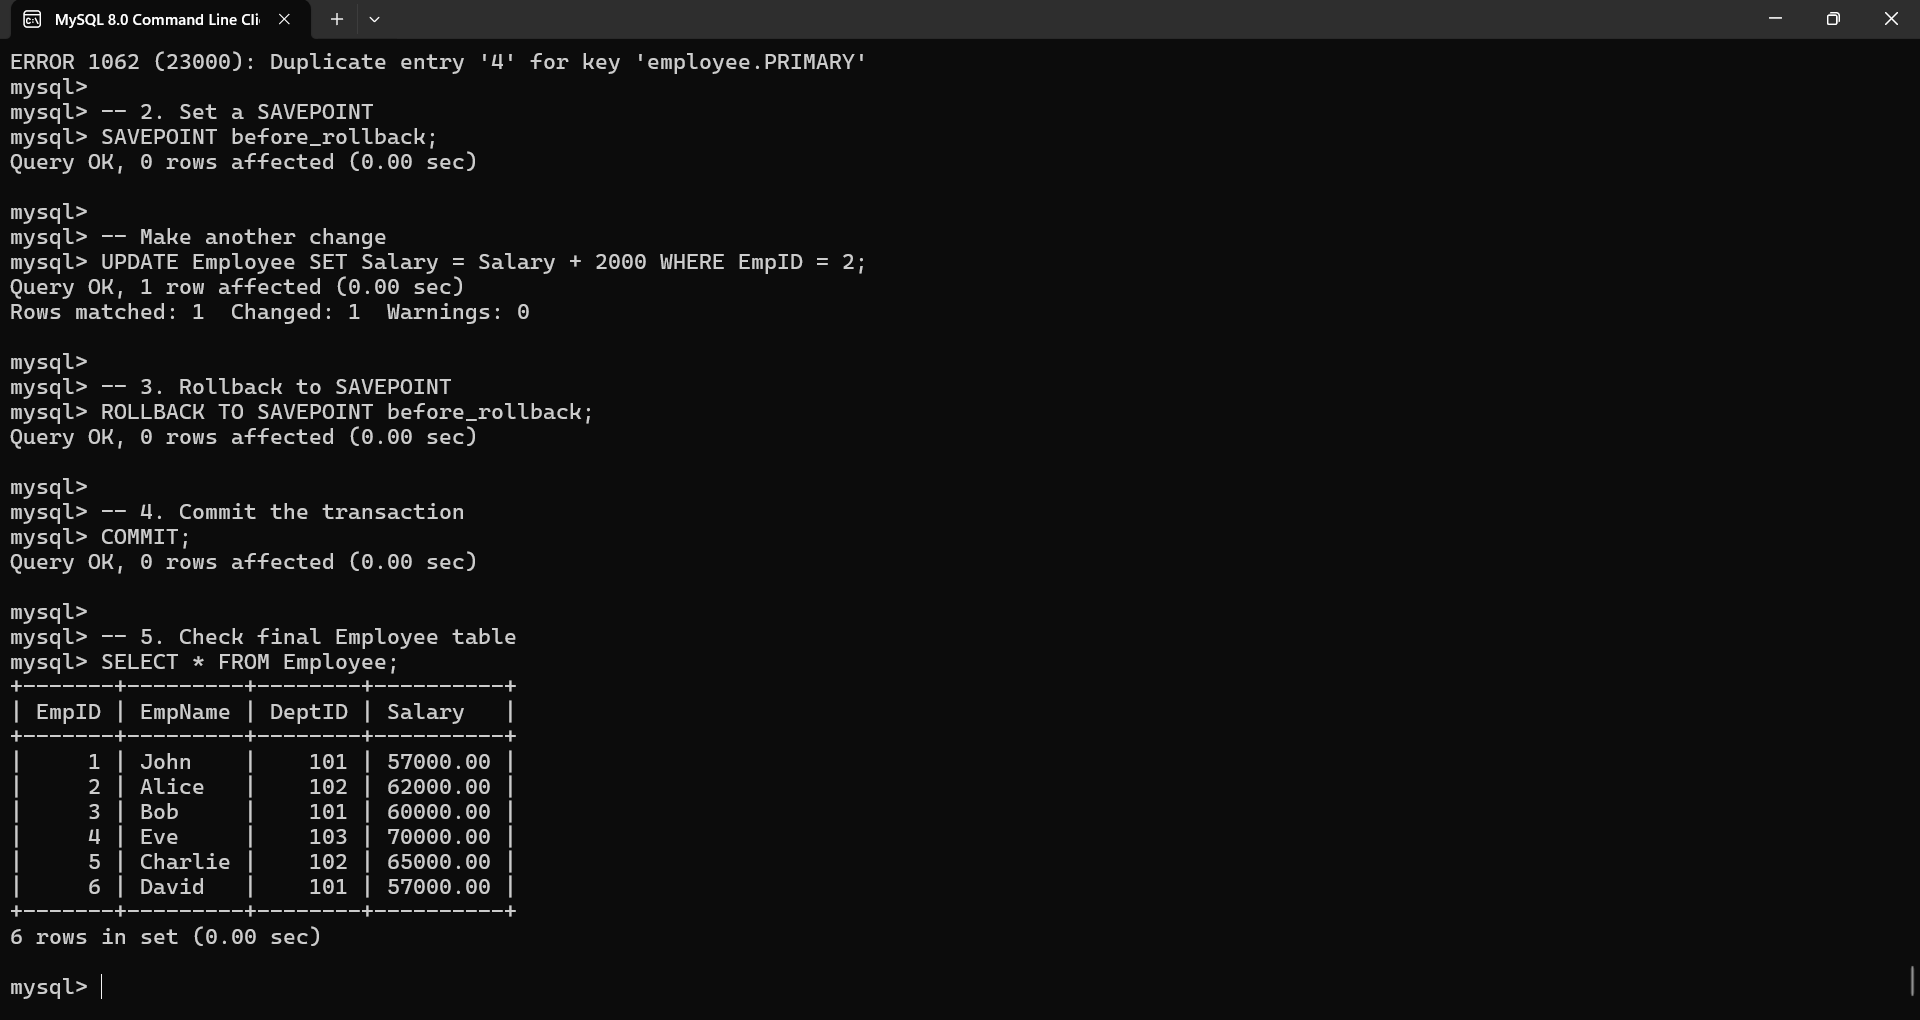 MySQL 8.0 Command Line Cli
ERROR 1062 (23000): Duplicate entry '4' for key 'employee.PRIMARY'
mysql>
mysql> -- 2. Set a SAVEPOINT
mysql> SAVEPOINT before_rollback;
Query OK, 0 rows affected (0.00 sec)

mysql>
mysql> -- Make another change
mysql> UPDATE Employee SET Salary = Salary + 2000 WHERE EmpID = 2;
Query OK, 1 row affected (0.00 sec)
Rows matched: 1  Changed: 1  Warnings: 0

mysql>
mysql> -- 3. Rollback to SAVEPOINT
mysql> ROLLBACK TO SAVEPOINT before_rollback;
Query OK, 0 rows affected (0.00 sec)

mysql>
mysql> -- 4. Commit the transaction
mysql> COMMIT;
Query OK, 0 rows affected (0.00 sec)

mysql>
mysql> -- 5. Check final Employee table
mysql> SELECT * FROM Employee;
+-------+---------+--------+----------+
| EmpID | EmpName | DeptID | Salary   |
+-------+---------+--------+----------+
|     1 | John    |    101 | 57000.00 |
|     2 | Alice   |    102 | 62000.00 |
|     3 | Bob     |    101 | 60000.00 |
|     4 | Eve     |    103 | 70000.00 |
|     5 | Charlie |    102 | 65000.00 |
|     6 | David   |    101 | 57000.00 |
+-------+---------+--------+----------+
6 rows in set (0.00 sec)

mysql>